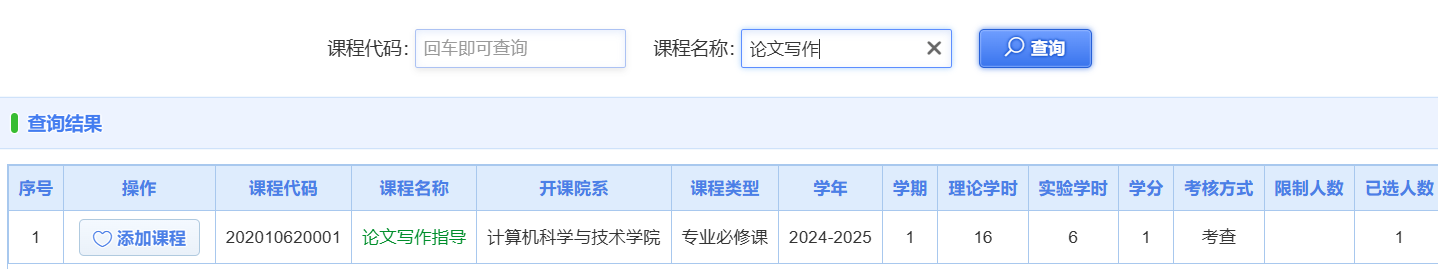 课程代码： 回车即可查询 课程名称： 论文写作 查询
查询结果
序号 操作 课程代码 课程名称 开课院系 课程类型 学年 学期 理论学时 实验学时 学分 考核方式 限制人数 已选人数
1 添加课程 202010620001 论文写作指导 计算机科学与技术学院 专业必修课 2024-2025 1 16 6 1 考查 1